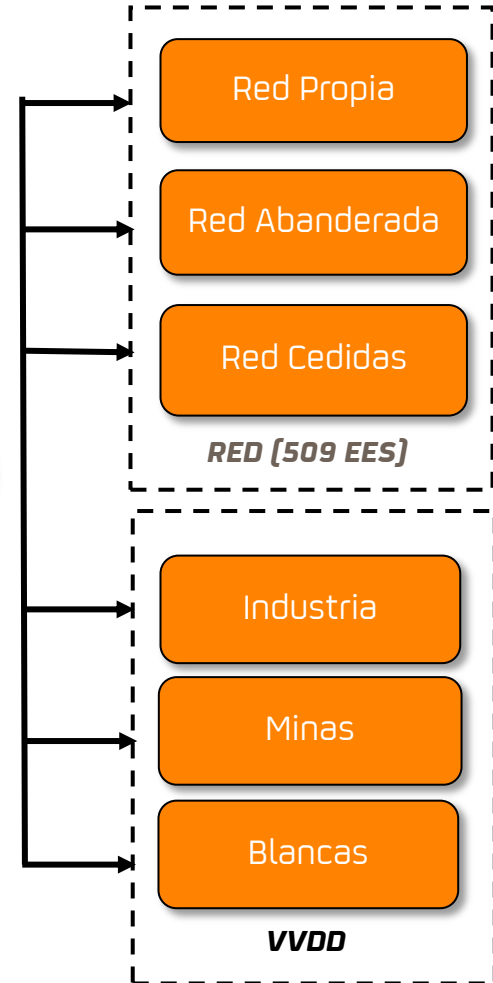 Red Propia
Red Abanderada
Red Cedidas
RED (509 EES)
Industria
Minas
Blancas
VVDD